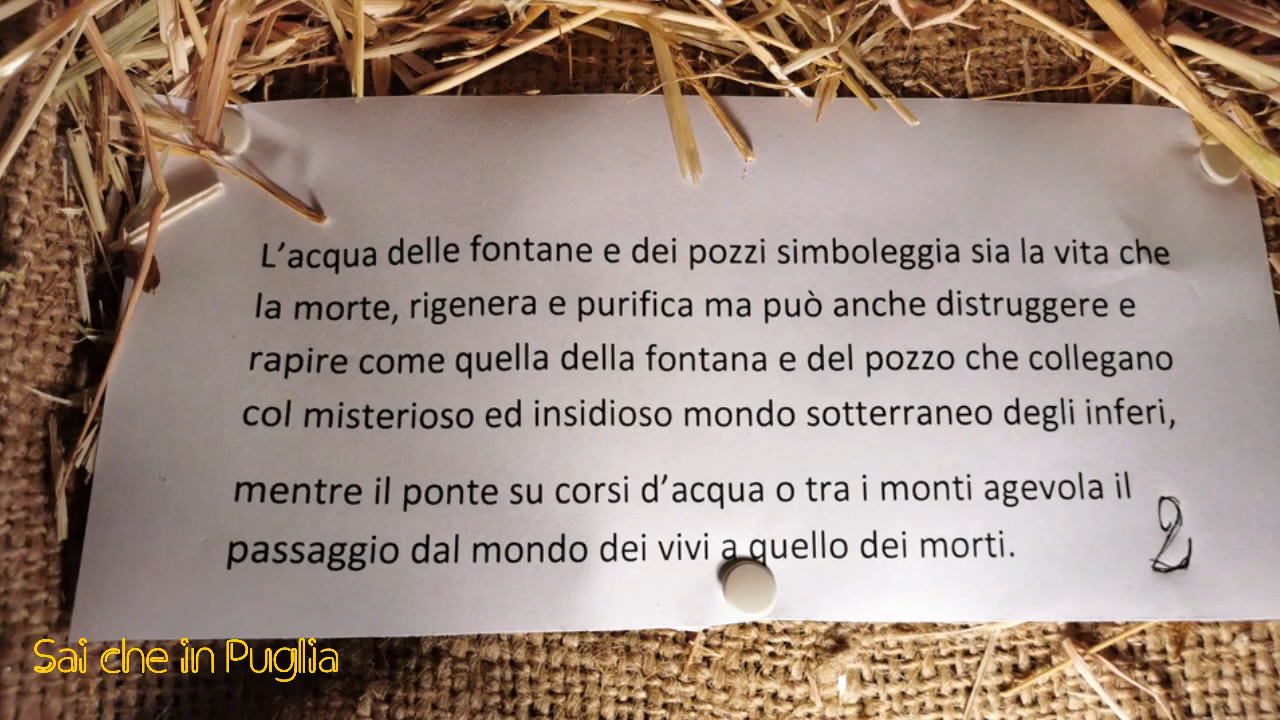 L'acqua delle fontane e dei pozzi simboleggia sia la vita che
la morte, rigenera e purifica ma può anche distruggere e
rapire come quella della fontana e del pozzo che collegano
col misterioso ed insidioso mondo sotterraneo degli inferi,
mentre il ponte su corsi d'acqua o tra i monti agevola il
passaggio dal mondo dei vivi a quello dei morti.
2
Sai che in Puglia